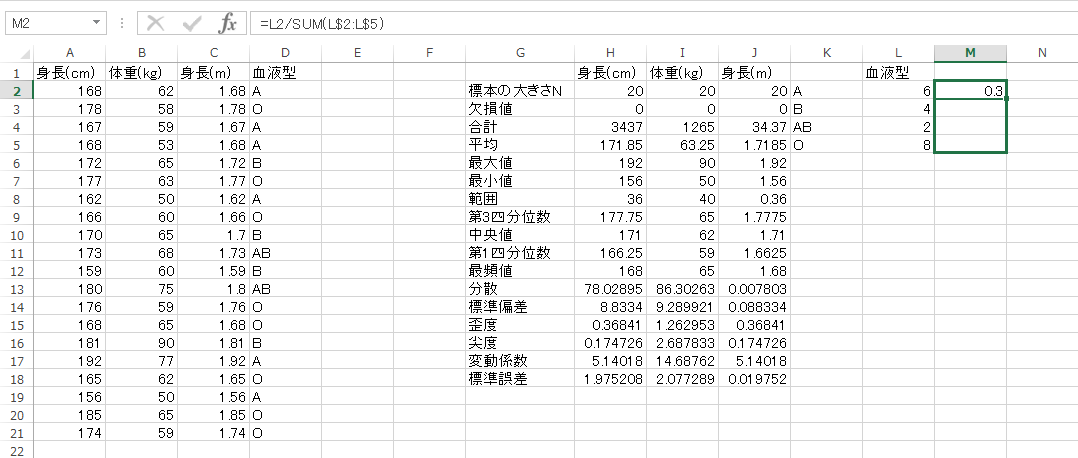 M2 fx =L2/SUM(L$2:L$5)
A B C D E F G H I J K L M N
1 身長(cm) 体重(kg) 身長(m) 血液型 身長(cm) 体重(kg) 身長(m) 血液型
2 168 62 1.68 A 標本の大きさN 20 20 20 A 6 0.3
3 178 58 1.78 O 欠損値 0 0 0 B 4
4 167 59 1.67 A 合計 3437 1265 34.37 AB 2
5 168 53 1.68 A 平均 171.85 63.25 1.7185 O 8
6 172 65 1.72 B 最大値 192 90 1.92
7 177 63 1.77 O 最小値 156 50 1.56
8 162 50 1.62 A 範囲 36 40 0.36
9 166 60 1.66 O 第3四分位数 177.75 65 1.7775
10 170 65 1.7 B 中央値 171 62 1.71
11 173 68 1.73 AB 第1四分位数 166.25 59 1.6625
12 159 60 1.59 B 最頻値 168 65 1.68
13 180 75 1.8 AB 分散 78.02895 86.30263 0.007803
14 176 59 1.76 O 標準偏差 8.8334 9.289921 0.088334
15 168 65 1.68 O 歪度 0.36841 1.262953 0.36841
16 181 90 1.81 B 尖度 0.174726 2.687833 0.174726
17 192 77 1.92 A 変動係数 5.14018 14.68762 5.14018
18 165 62 1.65 O 標準誤差 1.975208 2.077289 0.019752
19 156 50 1.56 A
20 185 65 1.85 O
21 174 59 1.74 O
22